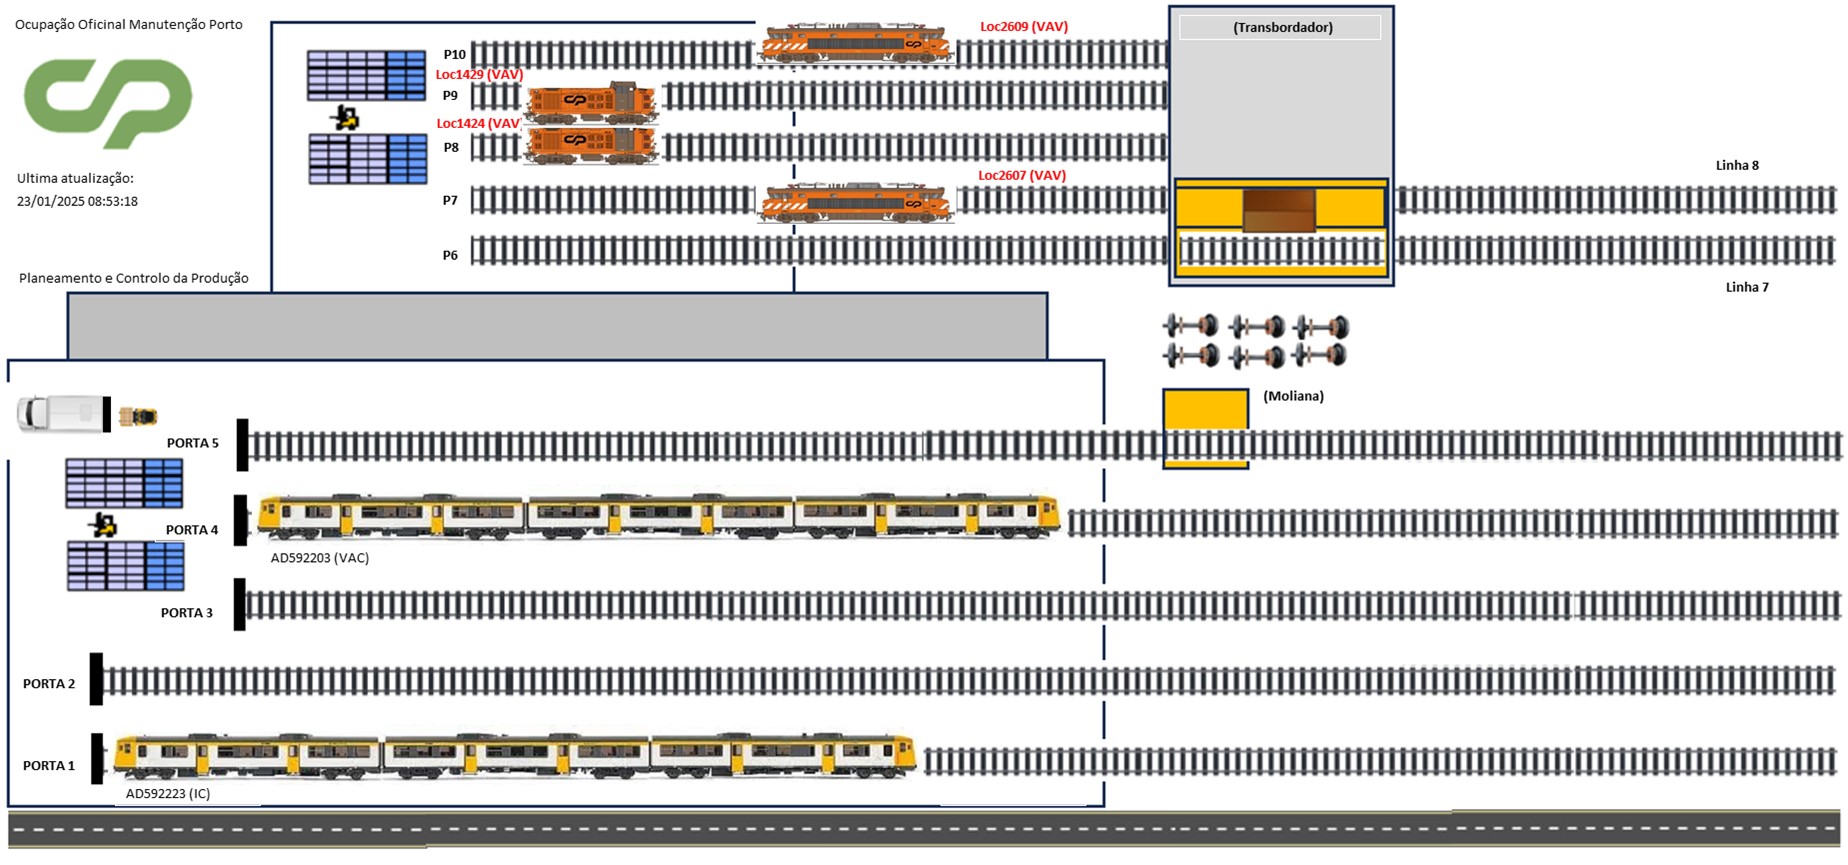 Ocupação Oficinal Manutenção Porto
CP
Ultima atualização:
23/01/2025 08:53:18
Planeamento e Controlo da Produção
P10
Loc2609 (VAV)
(Transbordador)
Loc1429 (VAV)
P9
Loc1424 (VAV)
P8
Loc2607 (VAV)
P7
Linha 8
P6
Linha 7
(Moliana)
PORTA 5
PORTA 4
AD592203 (VAC)
PORTA 3
PORTA 2
PORTA 1
AD592223 (IC)